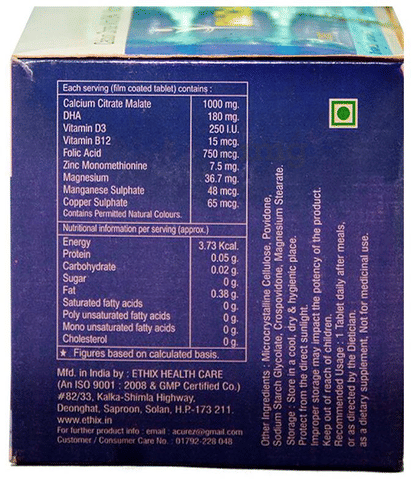 Each serving (film coated tablet) contains :
Calcium Citrate Malate 1000 mg.
DHA 180 mg.
Vitamin D3 250 I.U.
Vitamin B12 15 mcg.
Folic Acid 750 mcg.
Zinc Monomethionine 7.5 mg.
Magnesium 36.7 mg.
Manganese Sulphate 48 mcg.
Copper Sulphate 65 mcg.
Contains Permitted Natural Colours.
Nutritional information per serving (approx.)
Energy 3.73 Kcal.
Protein 0.05 g.
Carbohydrate 0.02 g.
Sugar 0 g.
Fat 0.38 g.
Saturated fatty acids 0 g.
Poly unsaturated fatty acids 0 g.
Mono unsaturated fatty acids 0 g.
Cholesterol 0 g.
★ Figures based on calculated basis.
Mfd. in India by : ETHIX HEALTH CARE
(An ISO 9001 : 2008 & GMP Certified Co.)
#82/33, Kalka-Shimla Highway,
Deonghat, Saproon, Solan, H.P.-173 211.
www.ethix.in
For further product info : email : acurez@gmail.com
Customer / Consumer Care No. : 01792-228 048
Other Ingredients : Microcrystalline Cellulose, Povidone,
Sodium Starch Glycolate, Crospovidone, Magnesium Stearate.
Storage : Store in a cool, dry & hygienic place.
Protect from the direct sunlight.
Improper storage may impact the potency of the product.
Keep out of reach of children.
Recommended Usage : 1 Tablet daily after meals,
or as directed by the Dietician.
as a dietary supplement, Not for medicinal use.